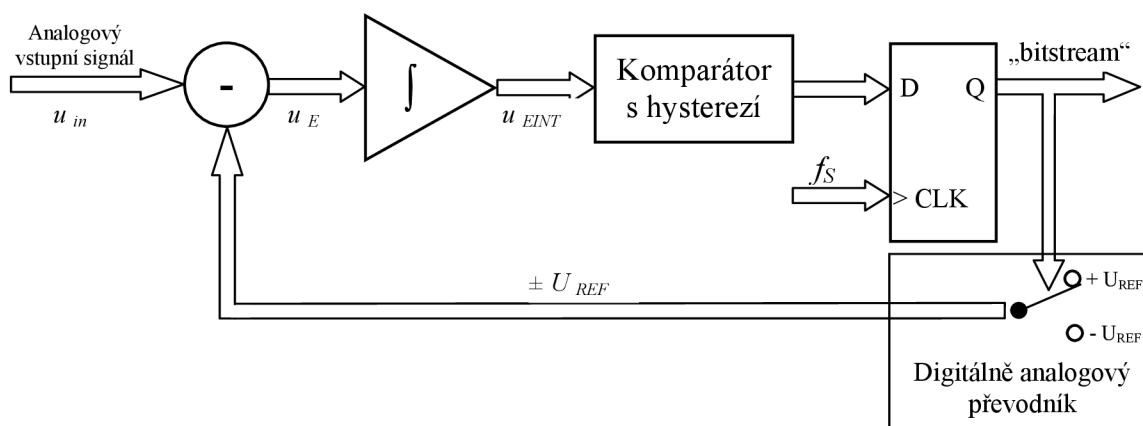 Analogový
vstupní signál
u in
-
u E
∫
u EINT
Komparátor
s hysterezí
D Q
> CLK
f S
„bitstream“
± U REF
+ U REF
- U REF
Digitálně analogový
převodník